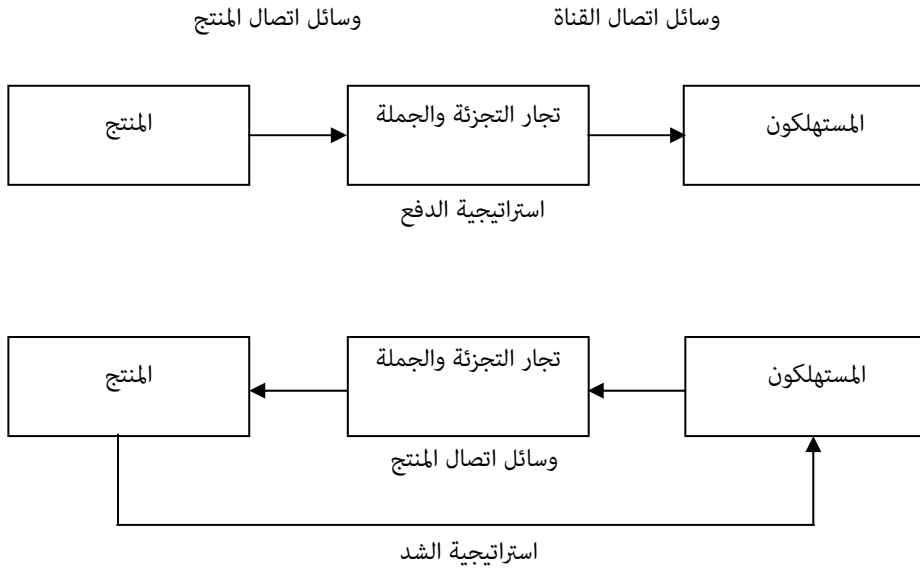 وسائل اتصال القناة
وسائل اتصال المنتج
المستهلكون
تجار التجزئة والجملة
المنتج
استراتيجية الدفع
المستهلكون
تجار التجزئة والجملة
المنتج
وسائل اتصال المنتج
استراتيجية الشد